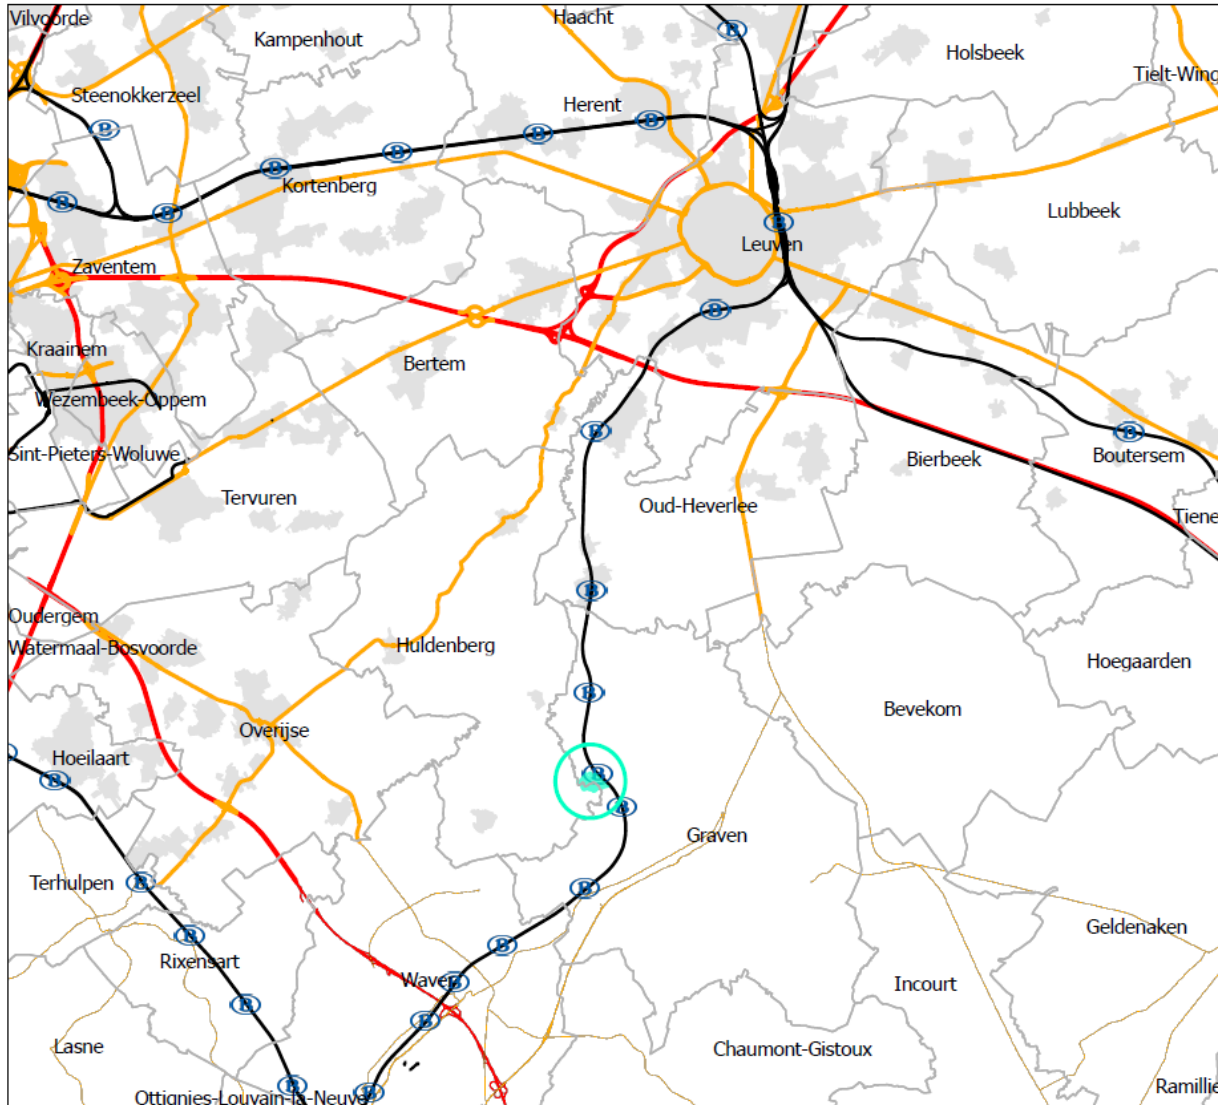 Vilvoorde
Haacht
Kampenhout
Holsbeek
Tielt-Wing
Steenokkerzeel
Herent
Kortenberg
Lubbeek
Leuven
Zaventem
Kraainem
Bertem
Wezembeek-Oppem
Sint-Pieters-Woluwe
Bierbeek
Boutersem
Tervuren
Oud-Heverlee
Tiene
Oudergem
Watermaal-Bosvoorde
Huldenberg
Hoegaarden
Bevekom
Overijse
Hoeilaart
Graven
Terhulpen
Geldenaken
Rixensart
Waver
Incourt
Lasne
Chaumont-Gistoux
Ramillie
Ottignies-Louvain-la-Neuve